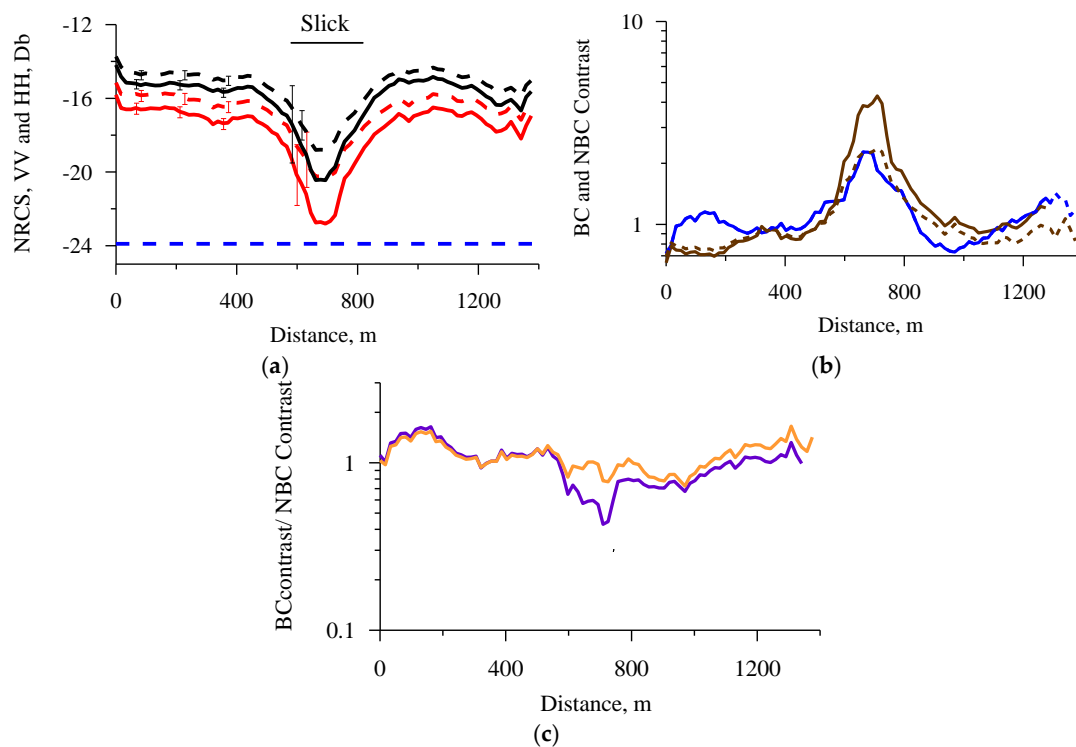 Slick
NRCS, VV and HH, Db
-12
-16
-20
-24
0
400
800
1200
Distance, m
(a)
BC and NBC Contrast
10
1
0
400
800
1200
Distance, m
(b)
BCcontrast/ NBC Contrast
1
0.1
0
400
800
1200
Distance, m
(c)